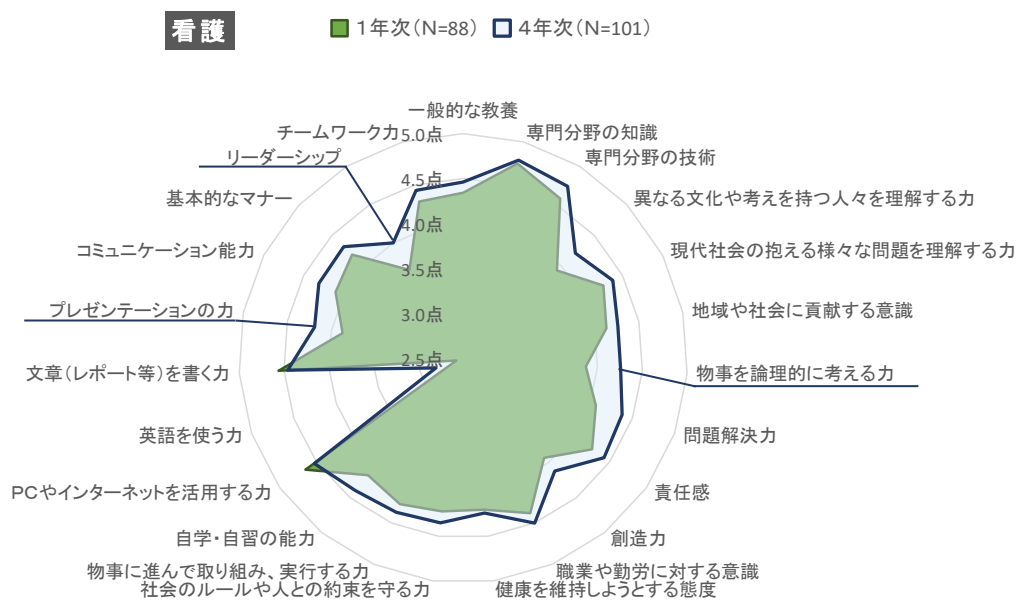 看護
１年次（N=88） ４年次（N=101）
一般的な教養
専門分野の知識
専門分野の技術
異なる文化や考えを持つ人々を理解する力
現代社会の抱える様々な問題を理解する力
地域や社会に貢献する意識
物事を論理的に考える力
問題解決力
責任感
創造力
職業や勤労に対する意識
健康を維持しようとする態度
社会のルールや人との約束を守る力
物事に進んで取り組み、実行する力
自学・自習の能力
PCやインターネットを活用する力
英語を使う力
文章（レポート等）を書く力
プレゼンテーションの力
コミュニケーション能力
基本的なマナー
リーダーシップ
チームワーク力
5.0点
4.5点
4.0点
3.5点
3.0点
2.5点